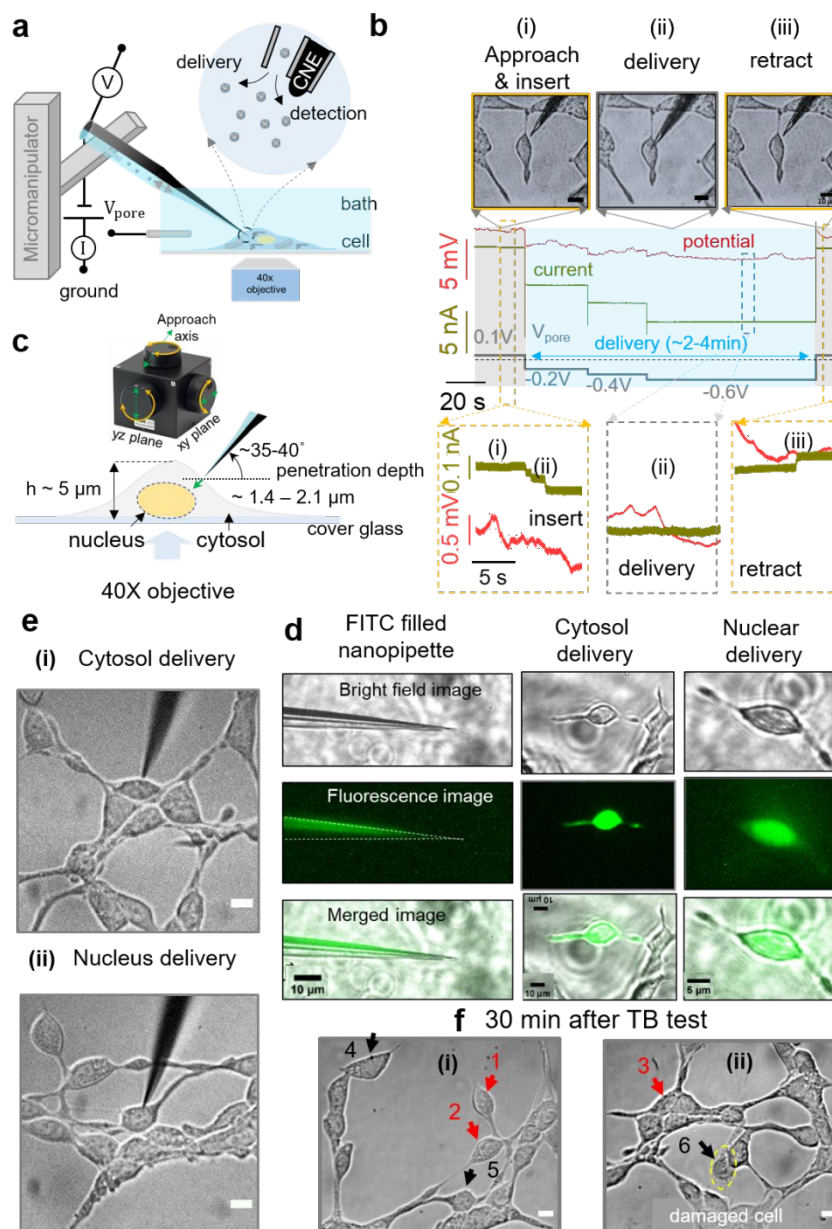 a
Micromanipulator
V
V_pore
I
ground
delivery
CNE
detection
bath
cell
40x
objective
b
(i)
Approach
& insert
(ii)
delivery
(iii)
retract
10 µm
potential
5 mV
current
5 nA
0.1V
V_pore
delivery (~2-4min)
-0.2V
-0.4V
-0.6V
20 s
0.1 nA
(i)
(ii)
insert
0.5 mV
5 s
(ii)
delivery
(iii)
retract
c
Approach
axis
yz plane
xy plane
~35-40°
penetration depth
h ~ 5 µm
~ 1.4 – 2.1 µm
cover glass
nucleus
cytosol
40X objective
e
(i) Cytosol delivery
(ii) Nucleus delivery
d
FITC filled
nanopipette
Cytosol
delivery
Nuclear
delivery
Bright field image
Fluorescence image
Merged image
10 µm
10 µm
10 µm
5 µm
f 30 min after TB test
(i)
4
1
2
5
(ii)
3
6
damaged cell